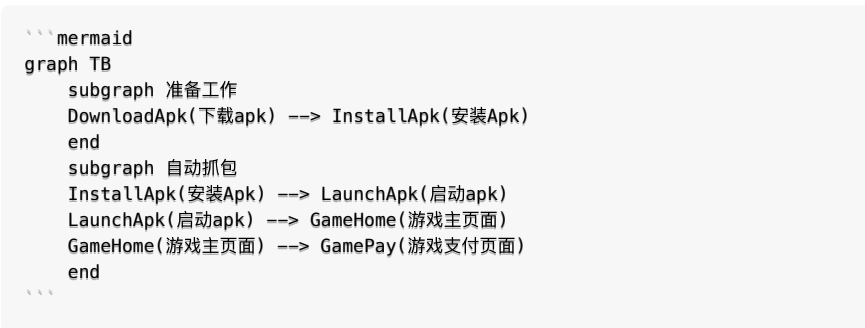 ```mermaid
graph TB
    subgraph 准备工作
    DownloadApk(下载apk) --> InstallApk(安装Apk)
    end
    subgraph 自动抓包
    InstallApk(安装Apk) --> LaunchApk(启动apk)
    LaunchApk(启动apk) --> GameHome(游戏主页面)
    GameHome(游戏主页面) --> GamePay(游戏支付页面)
    end
```